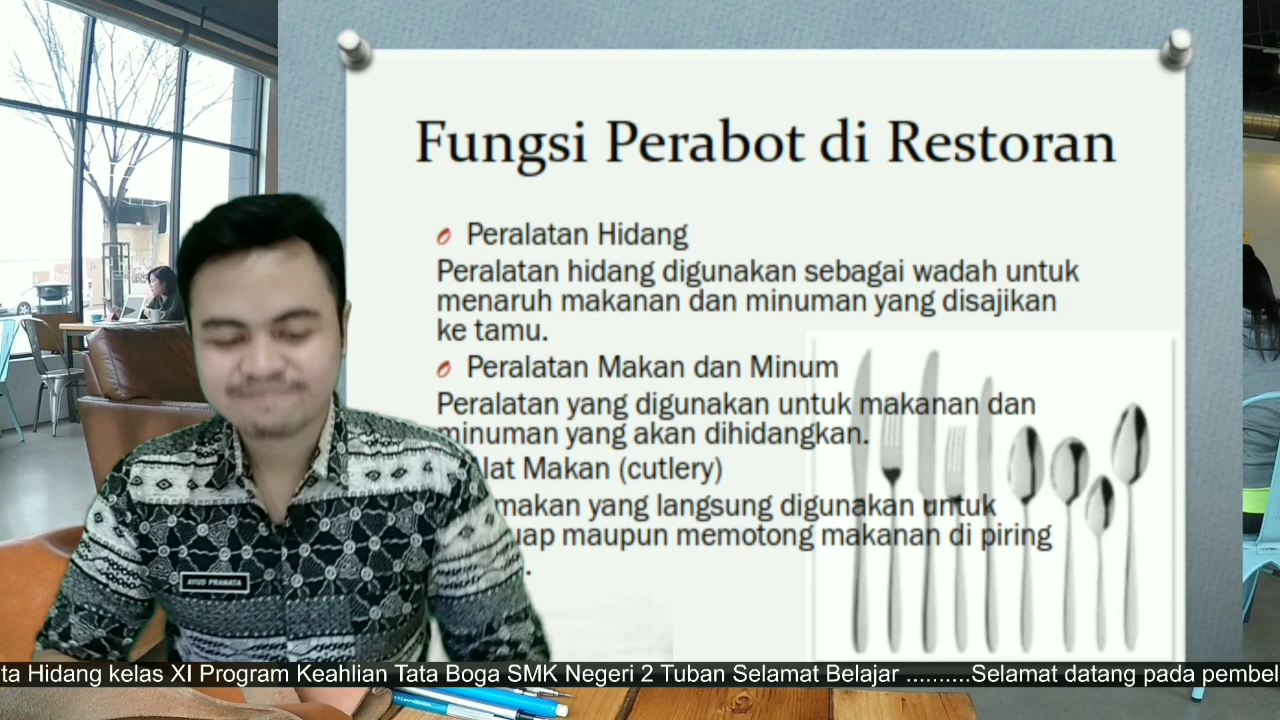 Fungsi Perabot di Restoran
Peralatan Hidang
Peralatan hidang digunakan sebagai wadah untuk
menaruh makanan dan minuman yang disajikan
ke tamu.
Peralatan Makan dan Minum
Peralatan yang digunakan untuk makanan dan
minuman yang akan dihidangkan.
lat Makan (cutlery)
makan yang langsung digunakan untuk
uap maupun memotong makanan di piring
.
AYUD PRANATA
ta Hidang kelas XI Program Keahlian Tata Boga SMK Negeri 2 Tuban Selamat Belajar ..........Selamat datang pada pembel